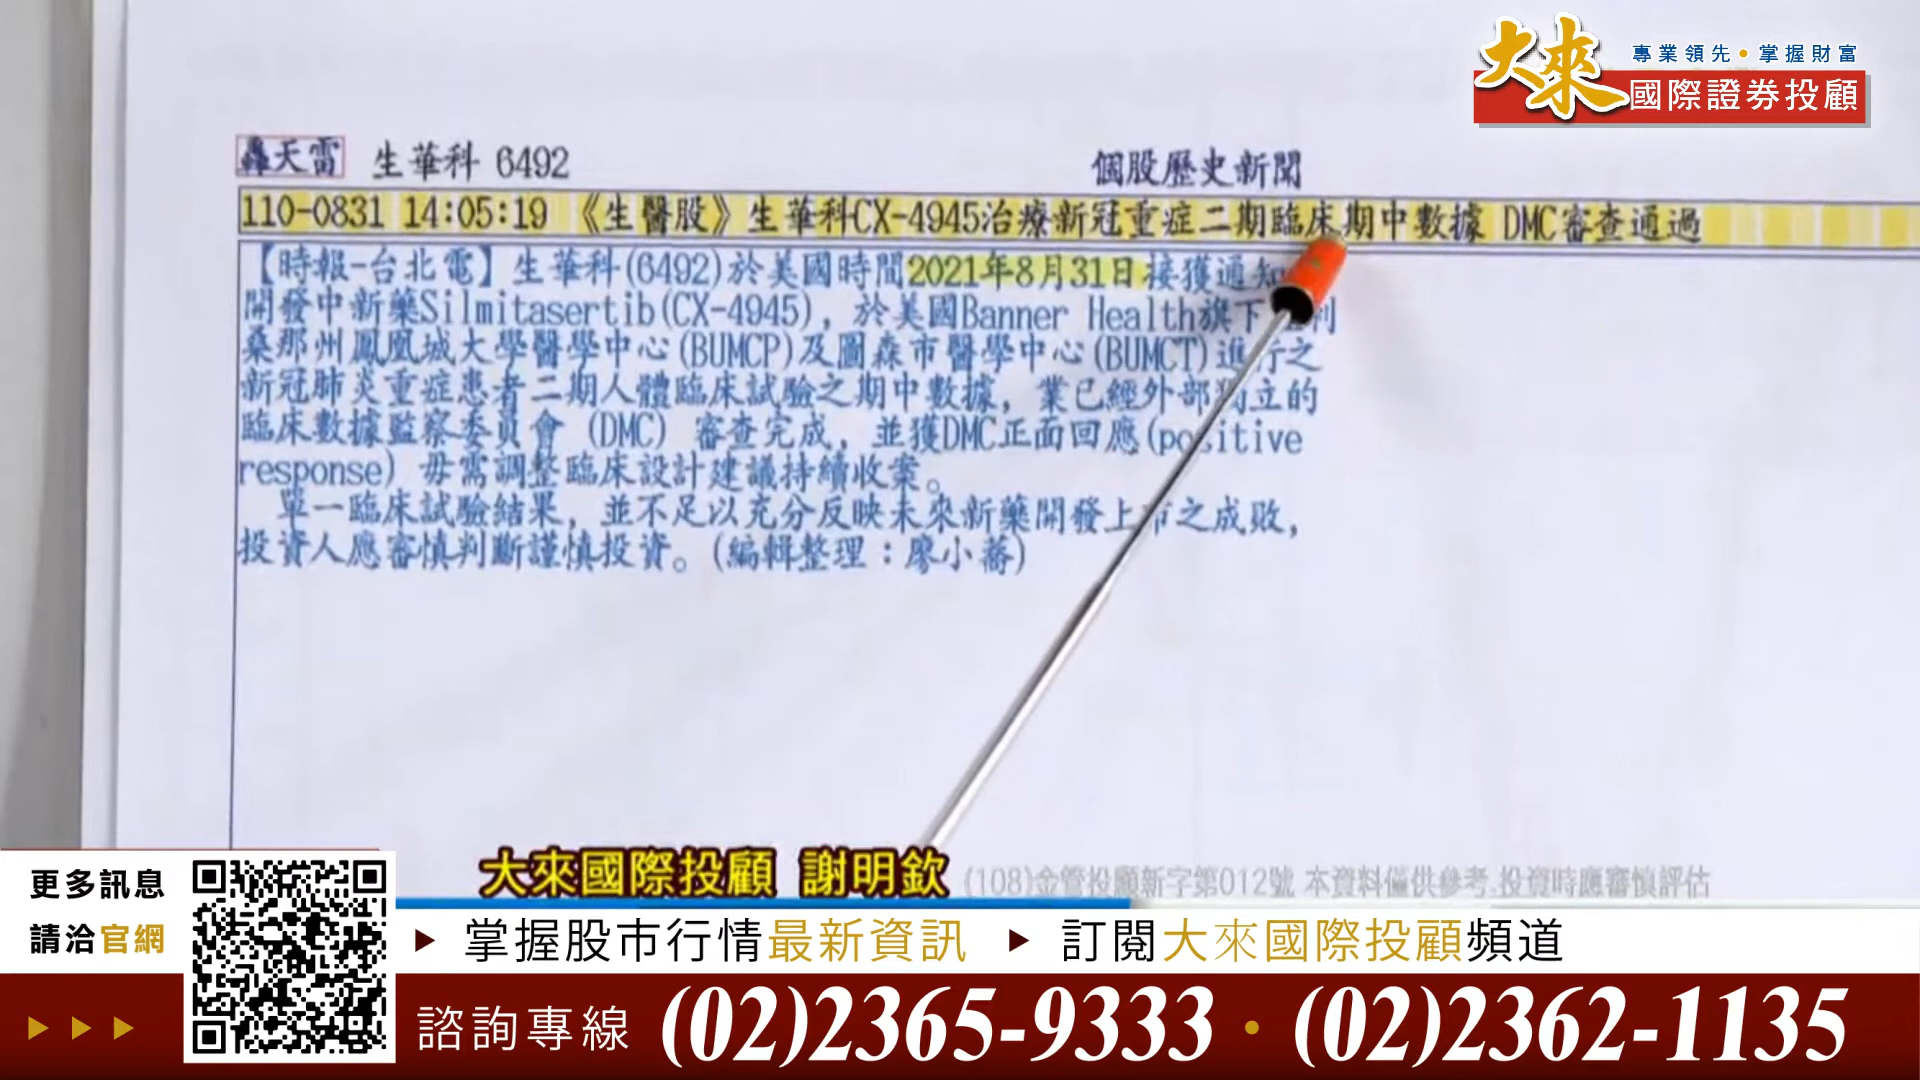 大來
專業領先•掌握財富
國際證券投顧
轟天雷 生華科 6492 個股歷史新聞
110-0831 14:05:19 《生醫股》生華科CX-4945治療新冠重症二期臨床期中數據 DMC審查通過
【時報-台北電】生華科(6492)於美國時間2021年8月31日接獲通知
開發中新藥Silmitasertib(CX-4945), 於美國Banner Health旗下 利
桑那州鳳凰城大學醫學中心(BUMCP)及圖森市醫學中心(BUMCT)進行之
新冠肺炎重症患者二期人體臨床試驗之期中數據, 業已經外部獨立的
臨床數據監察委員會 (DMC) 審查完成, 並獲DMC正面回應(positive
response) 毋需調整臨床設計建議持續收案。
單一臨床試驗結果, 並不足以充分反映未來新藥開發上市之成敗,
投資人應審慎判斷謹慎投資。(編輯整理：廖小蕎)
大來國際投顧 謝明欽
(108)金管投顧新字第012號 本資料僅供參考,投資時應審慎評估
更多訊息
請洽官網
掌握股市行情最新資訊 訂閱大來國際投顧頻道
諮詢專線 (02)2365-9333•(02)2362-1135